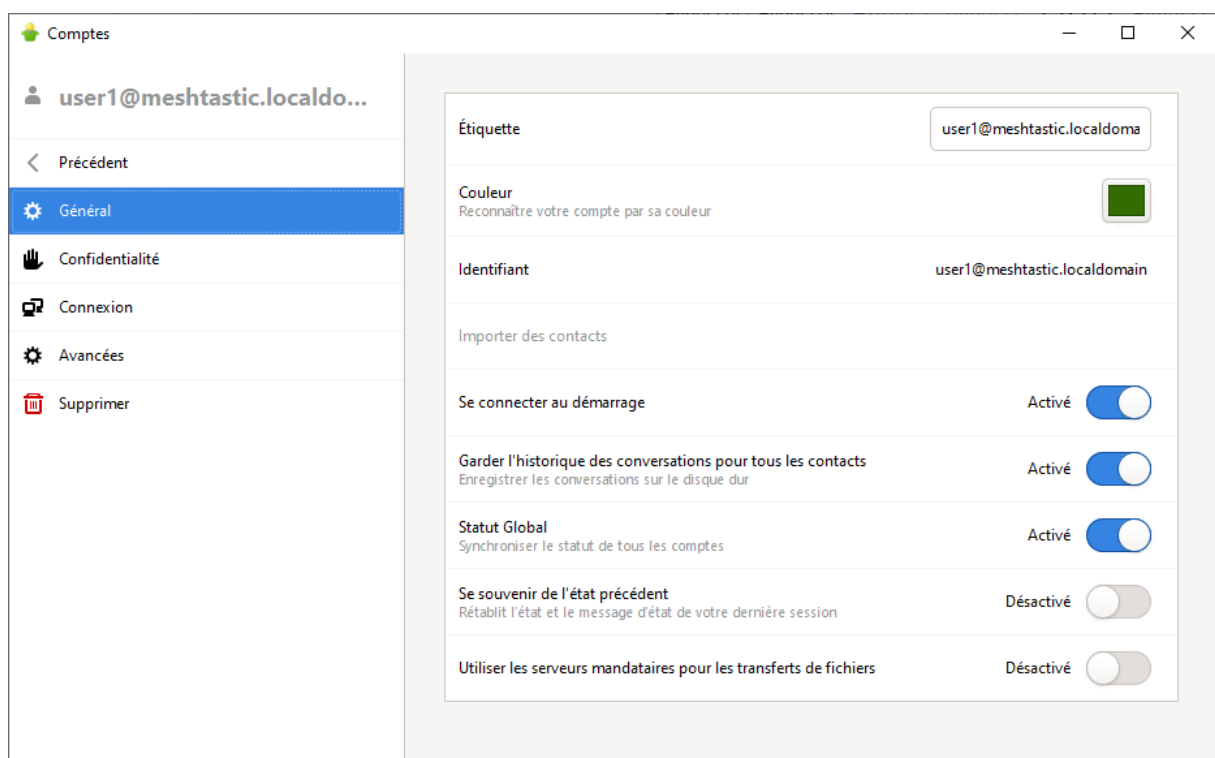 Comptes
user1@meshtastic.localdo...
Précédent
Général
Confidentialité
Connexion
Avancées
Supprimer
Étiquette
user1@meshtastic.localdoma
Couleur
Reconnaître votre compte par sa couleur
Identifiant
user1@meshtastic.localdomain
Importer des contacts
Se connecter au démarrage
Activé
Garder l'historique des conversations pour tous les contacts
Activé
Enregistrer les conversations sur le disque dur
Statut Global
Activé
Synchroniser le statut de tous les comptes
Se souvenir de l'état précédent
Désactivé
Rétablit l'état et le message d'état de votre dernière session
Utiliser les serveurs mandataires pour les transferts de fichiers
Désactivé